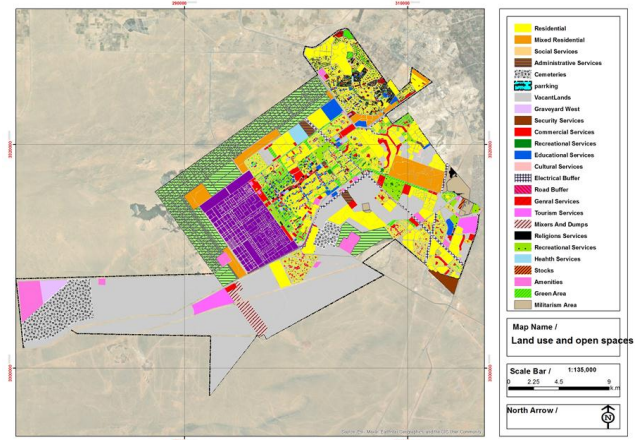 300000
310000
Residential
Mixed Residential
Social Services
Administrative Services
Cemeteries
parrking
VacantLands
Graveyard West
Security Services
Commercial Services
Recreational Services
Educational Services
Cultural Services
Electrical Buffer
Road Buffer
Genral Services
Tourism Services
Mixers And Dumps
Religions Services
Recreational Services
Heahth Services
Stocks
Amenities
Green Area
Militarism Area
Map Name /
Land use and open spaces
Scale Bar / 1:135,000
0 2.25 4.5 9
k.m
North Arrow /
N